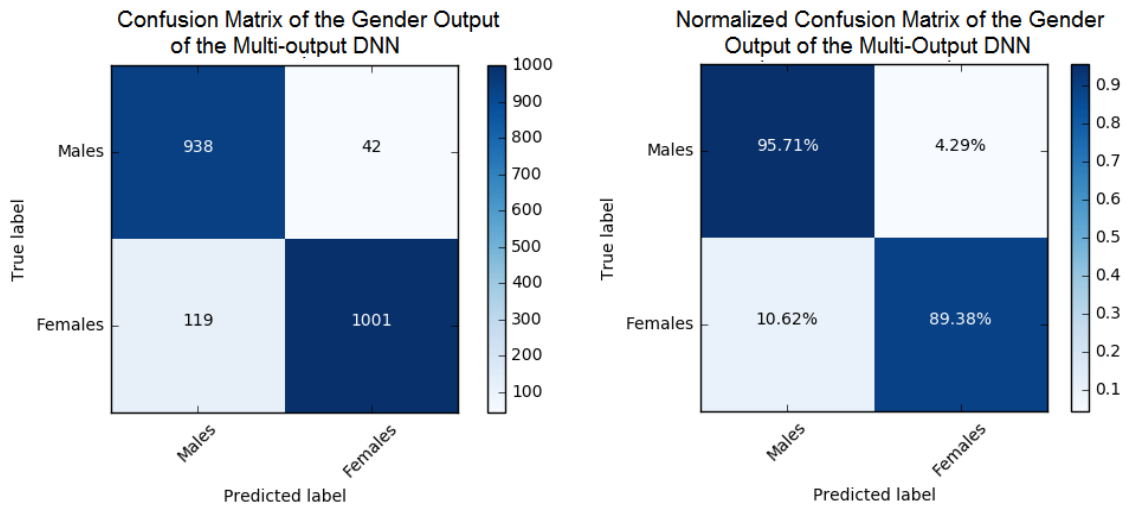 Confusion Matrix of the Gender Output
of the Multi-output DNN
True label
Males
Females
938
42
119
1001
Males
Females
Predicted label
1000
900
800
700
600
500
400
300
200
100
Normalized Confusion Matrix of the Gender
Output of the Multi-Output DNN
True label
Males
Females
95.71%
4.29%
10.62%
89.38%
Males
Females
Predicted label
0.9
0.8
0.7
0.6
0.5
0.4
0.3
0.2
0.1